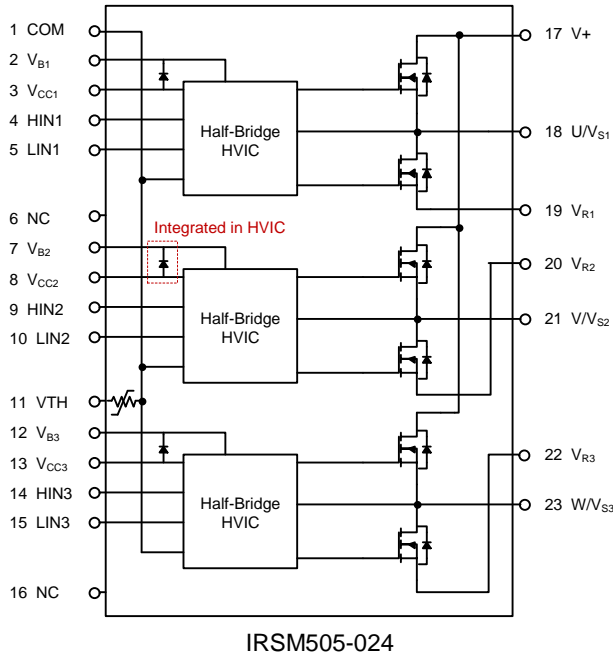 1 COM
2 VB1
3 VCC1
4 HIN1
5 LIN1
6 NC
7 VB2
8 VCC2
9 HIN2
10 LIN2
11 VTH
12 VB3
13 VCC3
14 HIN3
15 LIN3
16 NC
Half-Bridge
HVIC
Integrated in HVIC
Half-Bridge
HVIC
Half-Bridge
HVIC
17 V+
18 U/VS1
19 VR1
20 VR2
21 V/VS2
22 VR3
23 W/VS3
IRSM505-024